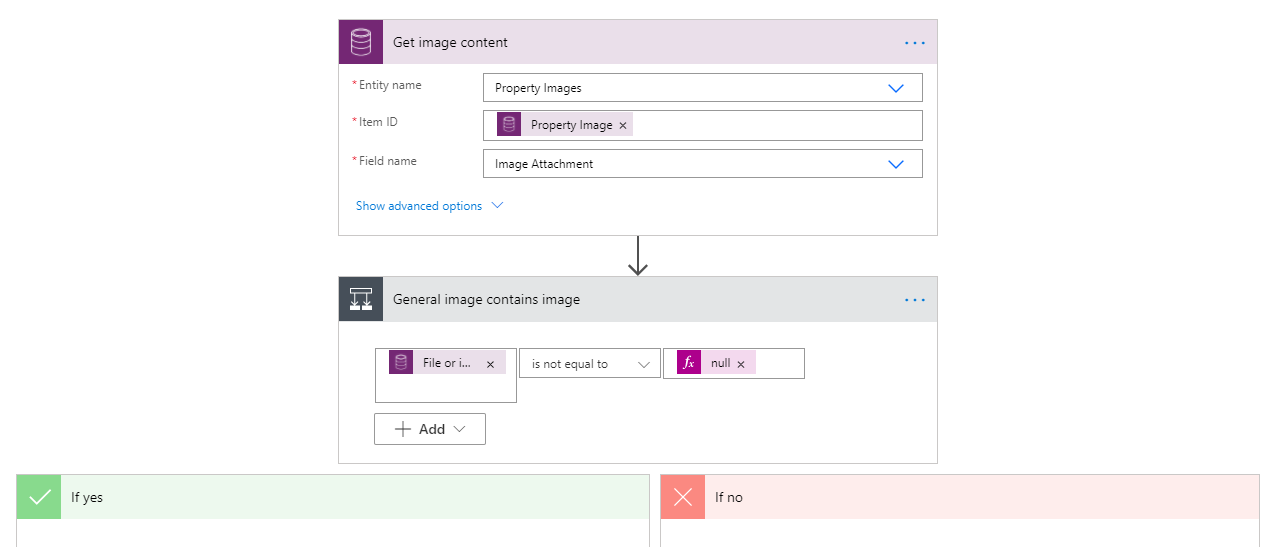 Get image content
* Entity name
Property Images
* Item ID
Property Image ×
* Field name
Image Attachment
Show advanced options
General image contains image
File or i... ×
is not equal to
fx null ×
+ Add
If yes
If no